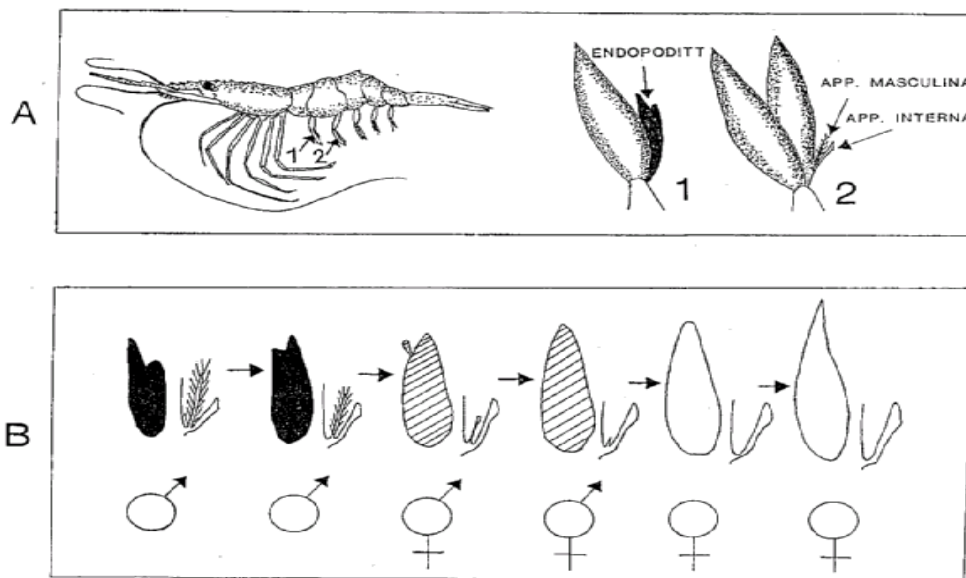 A
ENDOPODITT
APP. MASCULINA
APP. INTERNA
1 2
1
2
B